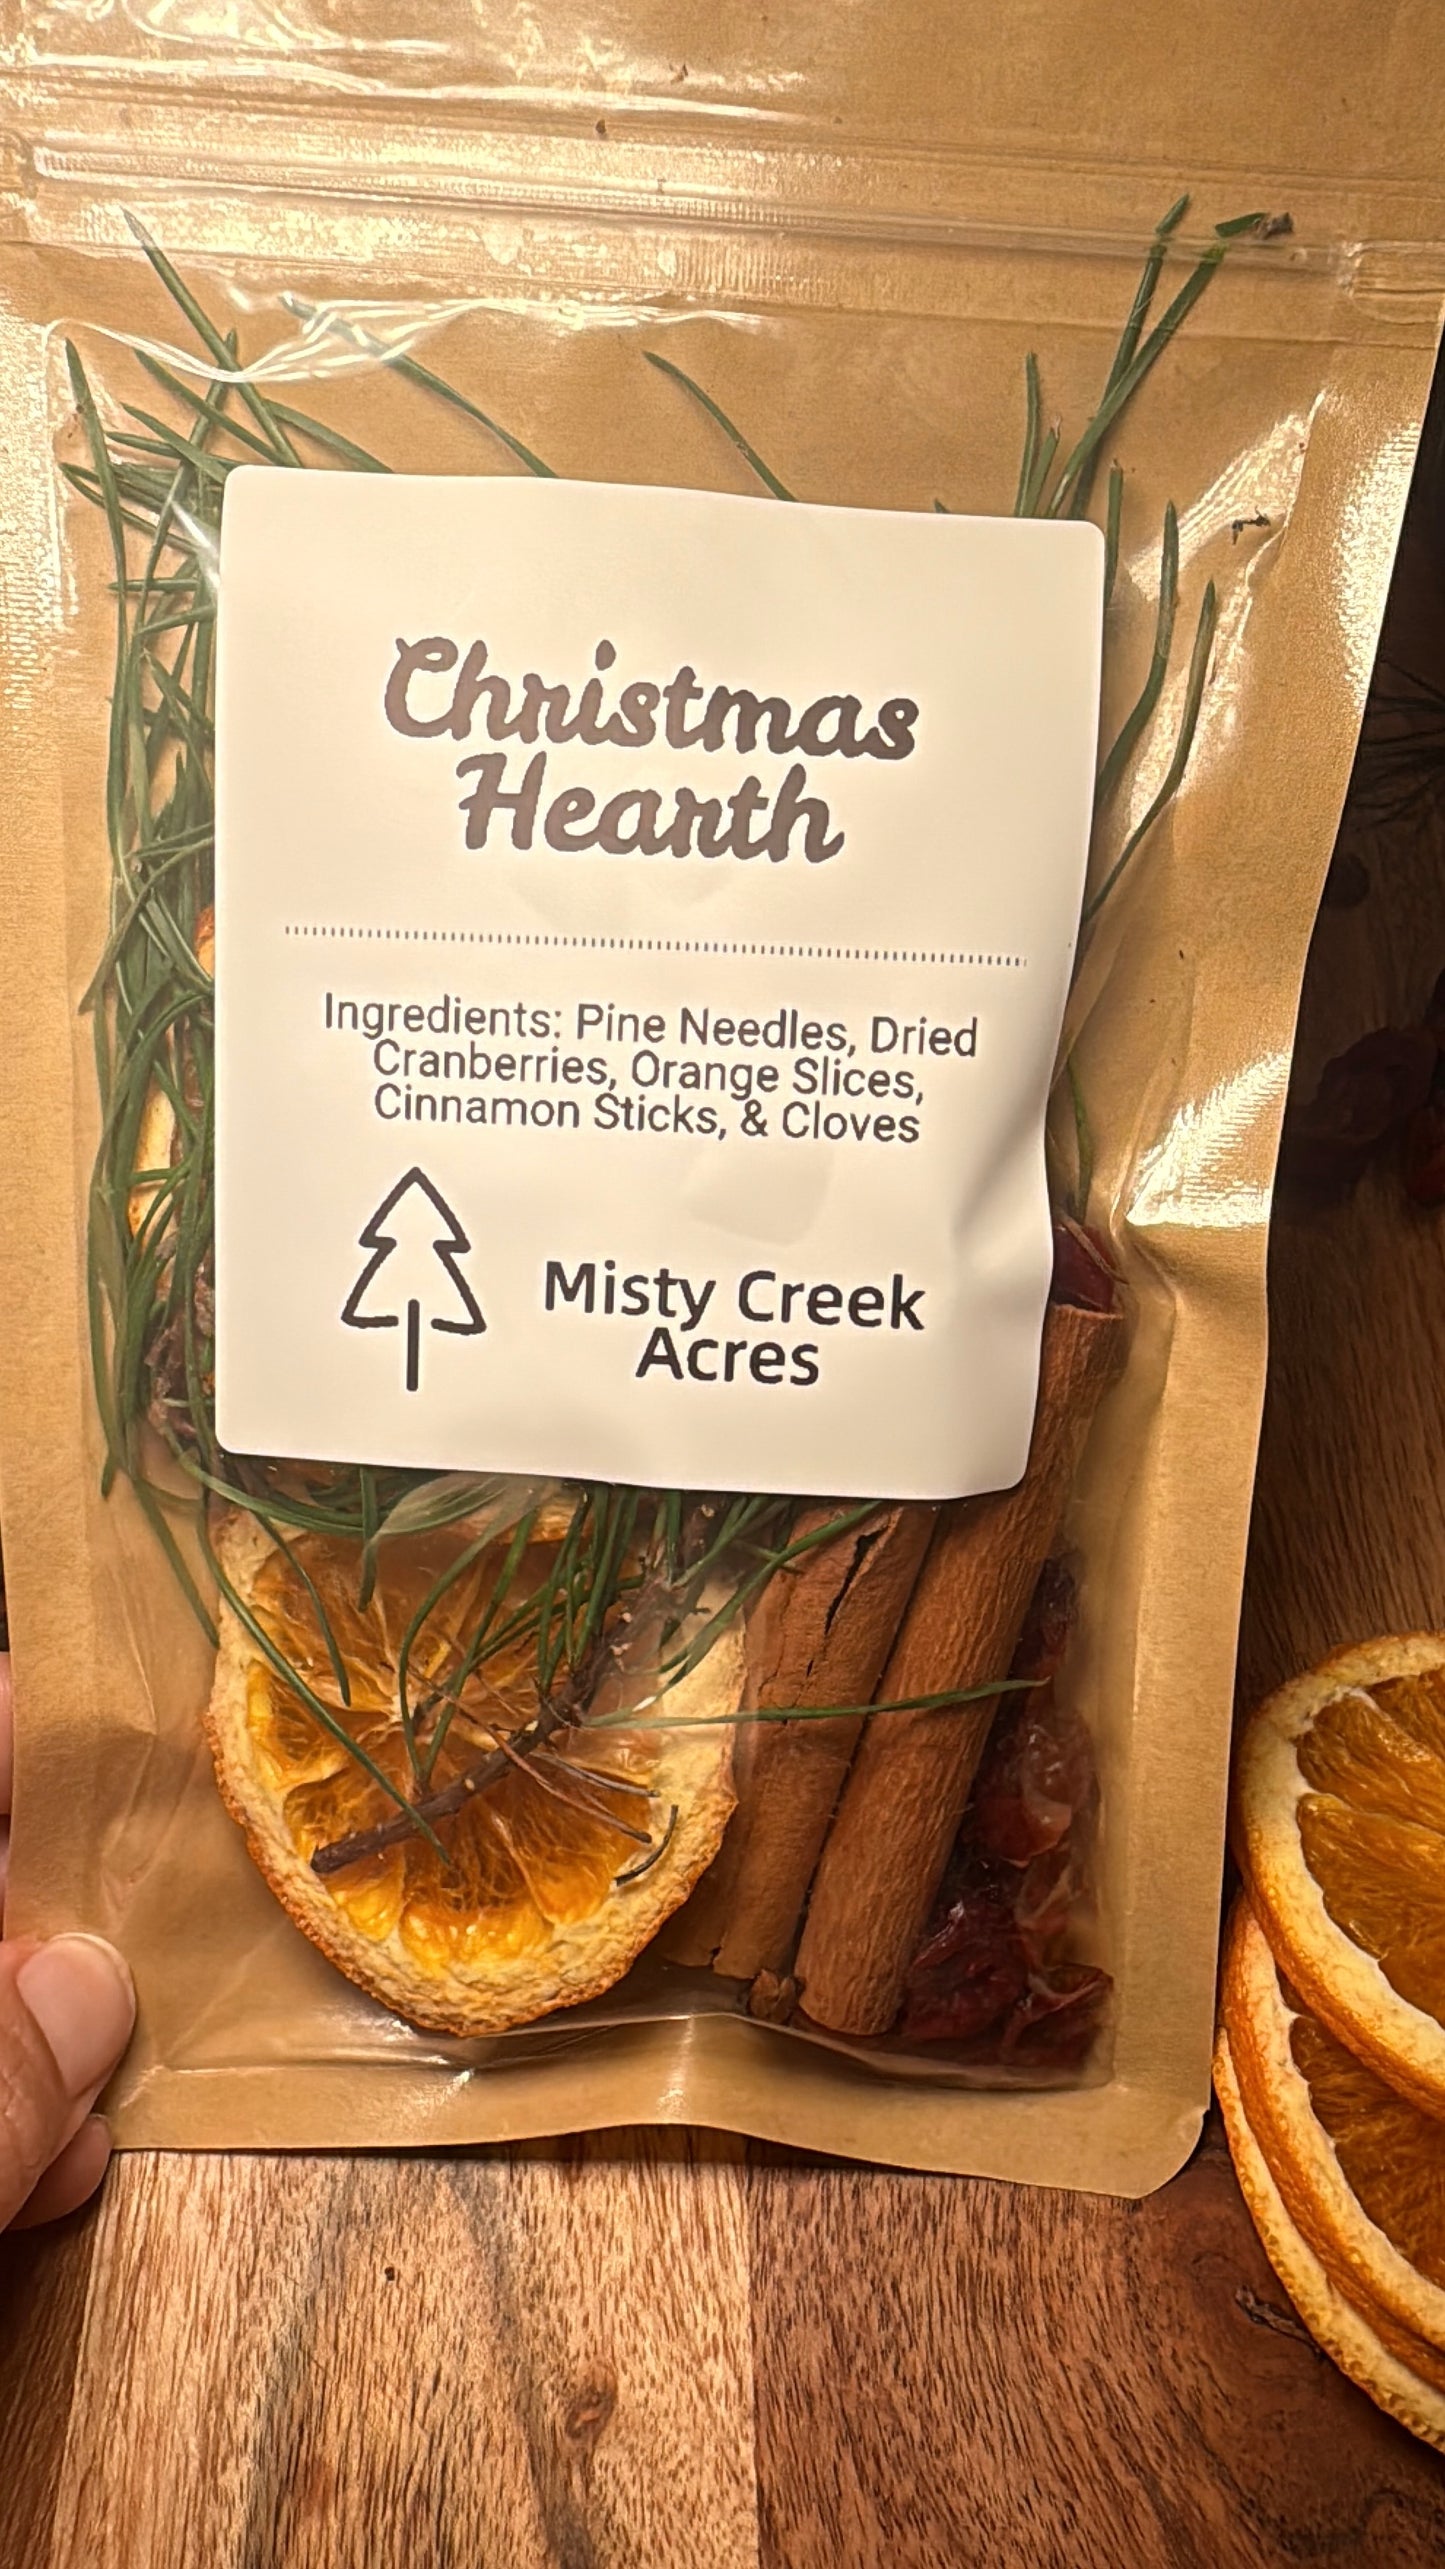 Christmas
Hearth
Ingredients: Pine Needles, Dried
Cranberries, Orange Slices,
Cinnamon Sticks, & Cloves
Misty Creek
Acres